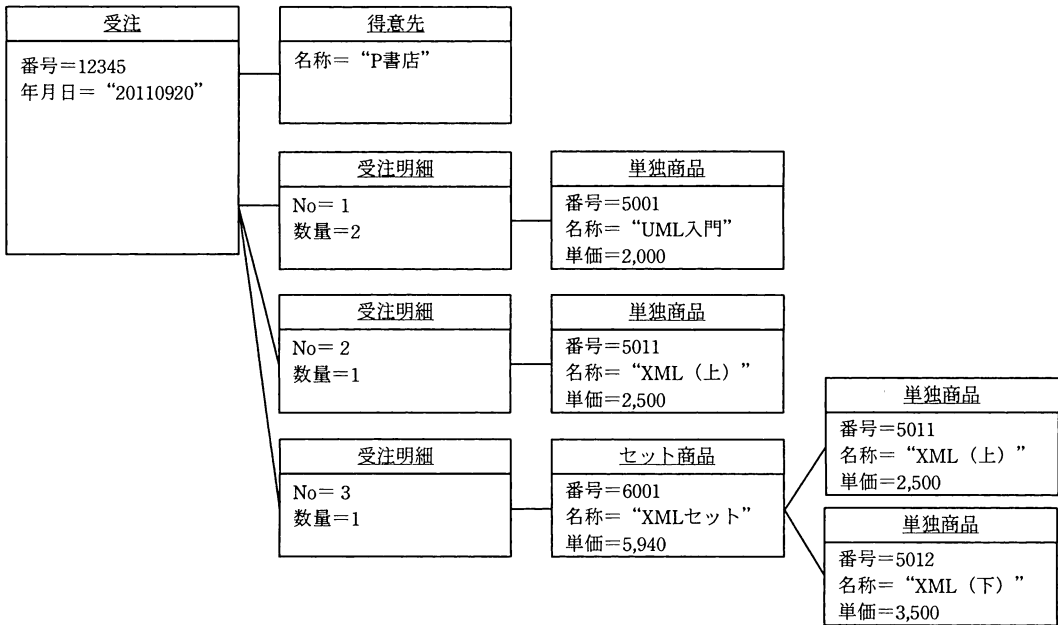 受注
番号=12345
年月日=“20110920”
得意先
名称=“P書店”
受注明細
No=1
数量=2
単独商品
番号=5001
名称=“UML入門”
単価=2,000
受注明細
No=2
数量=1
単独商品
番号=5011
名称=“XML（上）”
単価=2,500
受注明細
No=3
数量=1
セット商品
番号=6001
名称=“XMLセット”
単価=5,940
単独商品
番号=5011
名称=“XML（上）”
単価=2,500
単独商品
番号=5012
名称=“XML（下）”
単価=3,500